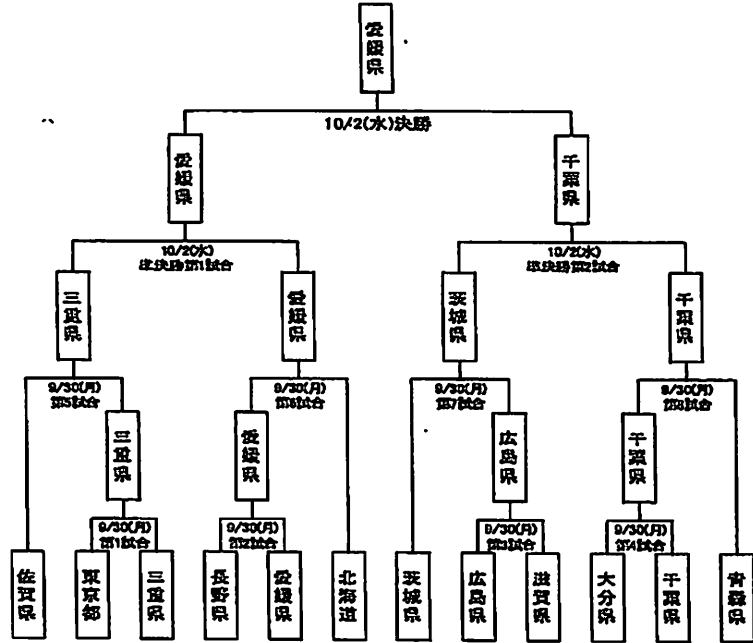 愛媛県
10/2(水)決勝
愛媛県
千葉県
10/2(水)
準決勝第1試合
10/2(水)
準決勝第2試合
三重県
愛媛県
茨城県
千葉県
9/30(月)
第5試合
9/30(月)
第6試合
9/30(月)
第7試合
9/30(月)
第8試合
三重県
愛媛県
広島県
千葉県
9/30(月)
第1試合
9/30(月)
第2試合
9/30(月)
第3試合
9/30(月)
第4試合
佐賀県
東京都
三重県
長野県
愛媛県
北海道
茨城県
広島県
滋賀県
大分県
千葉県
青森県